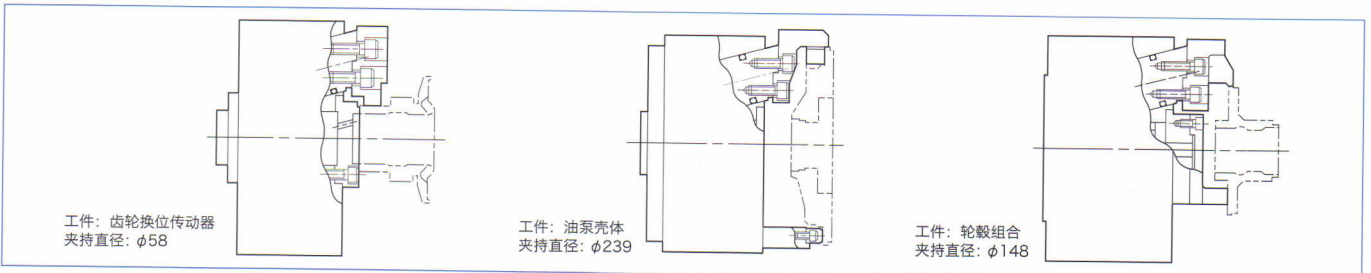 工件：齿轮换位传动器
夹持直径：φ58
工件：油泵壳体
夹持直径：φ239
工件：轮毂组合
夹持直径：φ148